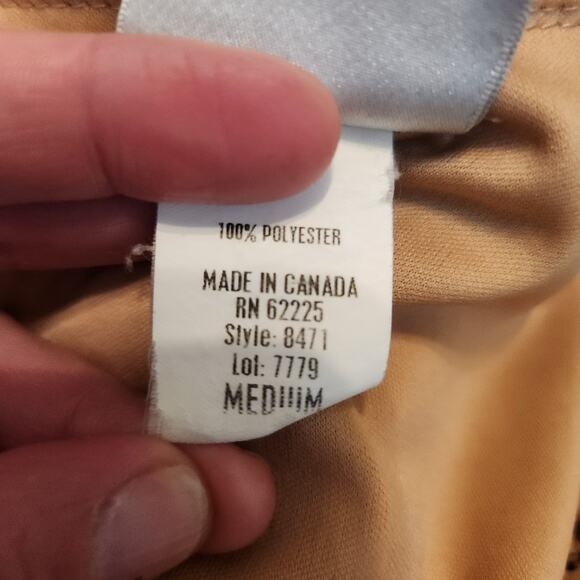 100% POLYESTER
MADE IN CANADA
RN 62225
Style: 8471
Lot: 7779
MEDIUM